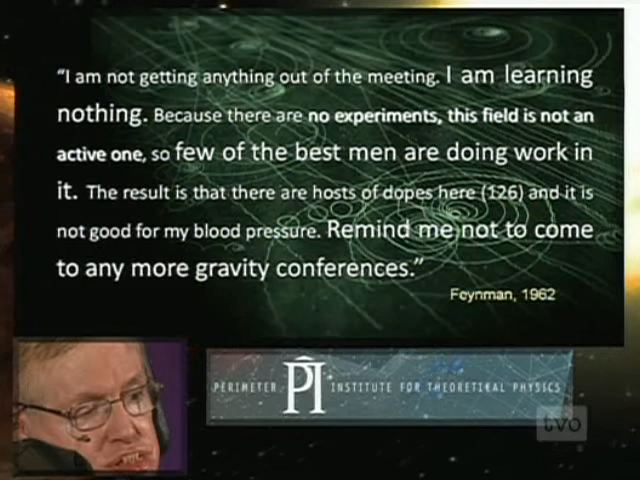 "I am not getting anything out of the meeting. I am learning
nothing. Because there are no experiments, this field is not an
active one, so few of the best men are doing work in
it. The result is that there are hosts of dopes here (126) and it is
not good for my blood pressure. Remind me not to come
to any more gravity conferences."
Feynman, 1962
PERIMETER PI INSTITUTE FOR THEORETICAL PHYSICS
tvo